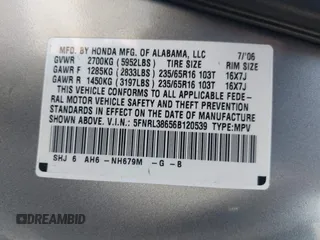 MFD. BY HONDA MFG. OF ALABAMA, LLC 7/'06
GVWR 2700KG (5952LBS) TIRE SIZE RIM SIZE
GAWR F 1285KG (2833LBS) 235/65R16 103T 16X7J
GAWR R 1450KG (3197LBS) 235/65R16 103T 16X7J
THIS VEHICLE CONFORMS TO ALL APPLICABLE FEDE-
RAL MOTOR VEHICLE SAFETY AND THEFT PREVENTION
STANDARDS IN EFFECT ON THE DATE OF MANUFACTURE
SHOWN ABOVE. V.I.N.: 5FNRL38656B120539 TYPE:MPV
SHJ 6 AH6 -NH679M -G -B
DREAMBID